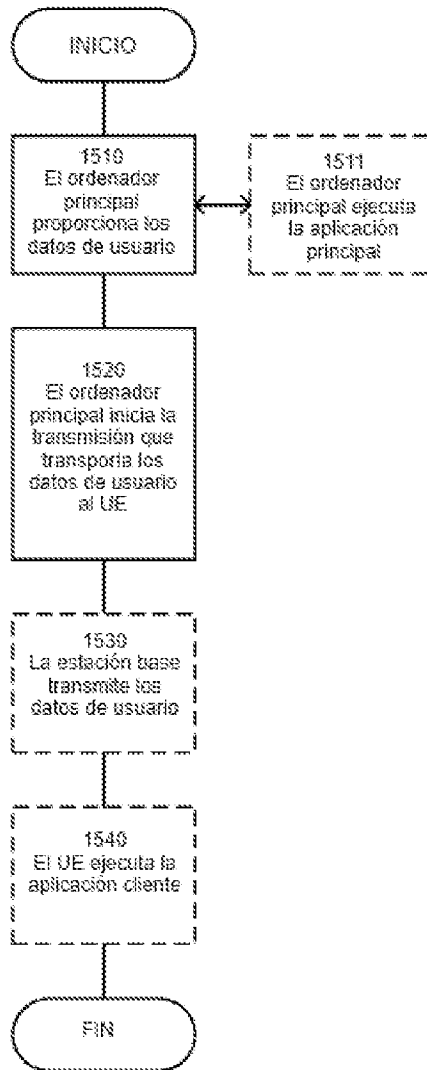 INICIO
1510
El ordenador
principal
proporciona los
datos de usuario
1511
El ordenador
principal ejecuta
la aplicación
principal
1520
El ordenador
principal inicia la
transmisión que
transporta los
datos de usuario
al UE
1530
La estación base
transmite los
datos de usuario
1540
El UE ejecuta la
aplicación cliente
FIN